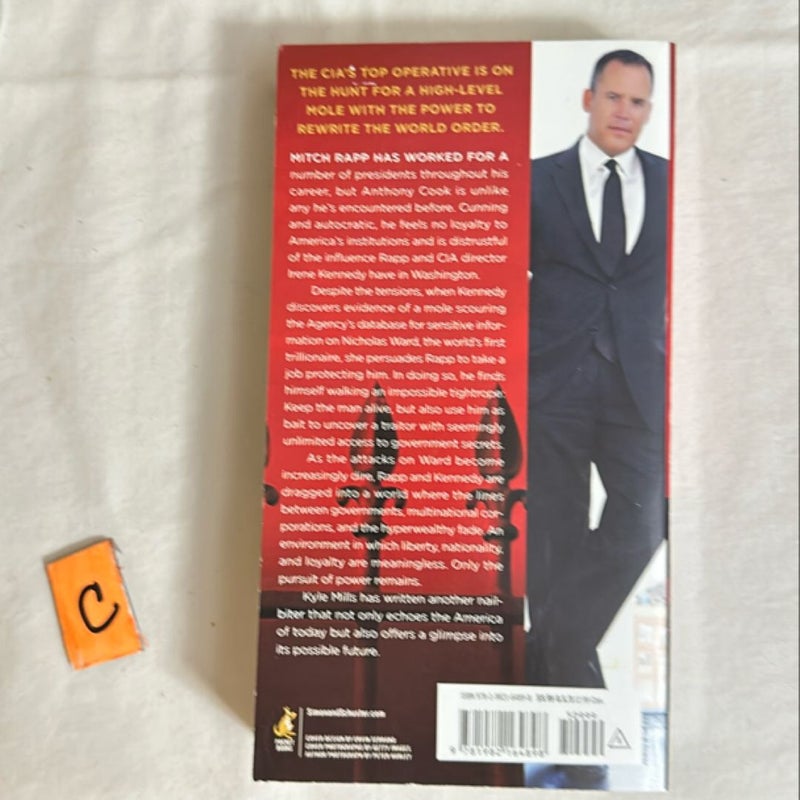 THE CIA'S TOP OPERATIVE IS ON
THE HUNT FOR A HIGH-LEVEL
MOLE WITH THE POWER TO
REWRITE THE WORLD ORDER.
MITCH RAPP HAS WORKED FOR A
number of presidents throughout his
career, but Anthony Cook is unlike
any he's encountered before. Cunning
and autocratic, he feels no loyalty to
America's institutions and is distrustful
of the influence Rapp and CIA director
Irene Kennedy have in Washington.
Despite the tensions, when Kennedy
discovers evidence of a mole scouring
the Agency's database for sensitive infor-
mation on Nicholas Ward, the world's first
trillionaire, she persuades Rapp to take a
job protecting him. In doing so, he finds
himself walking an impossible tightrope:
Keep the man alive, but also use him as
bait to uncover a traitor with seemingly
unlimited access to government secrets.
As the attacks on Ward become
increasingly dire, Rapp and Kennedy are
dragged into a world where the lines
between governments, multinational cor-
porations, and the hyperwealthy fade. An
environment in which liberty, nationality,
and loyalty are meaningless. Only the
pursuit of power remains.
Kyle Mills has written another nail-
biter that not only echoes the America
of today but also offers a glimpse into
its possible future.
C
POCKET
BOOKS
SimonandSchuster.com